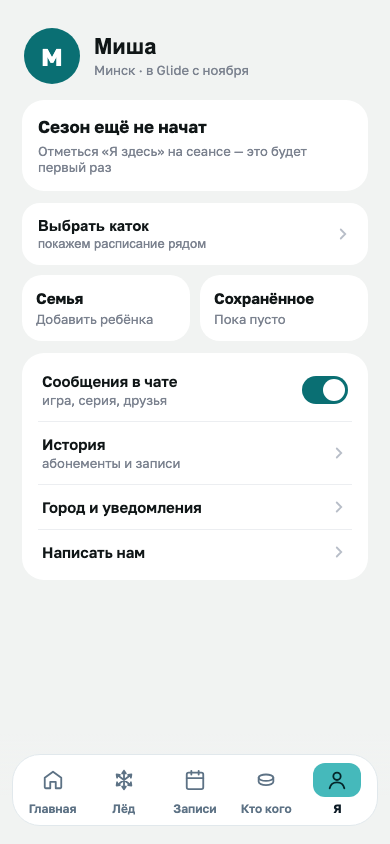 М
Миша
Минск · в Glide с ноября
Сезон ещё не начат
Отметься «Я здесь» на сеансе — это будет
первый раз
Выбрать каток
покажем расписание рядом
Семья
Добавить ребёнка
Сохранённое
Пока пусто
Сообщения в чате
игра, серия, друзья
История
абонементы и записи
Город и уведомления
Написать нам
Главная
Лёд
Записи
Кто кого
Я